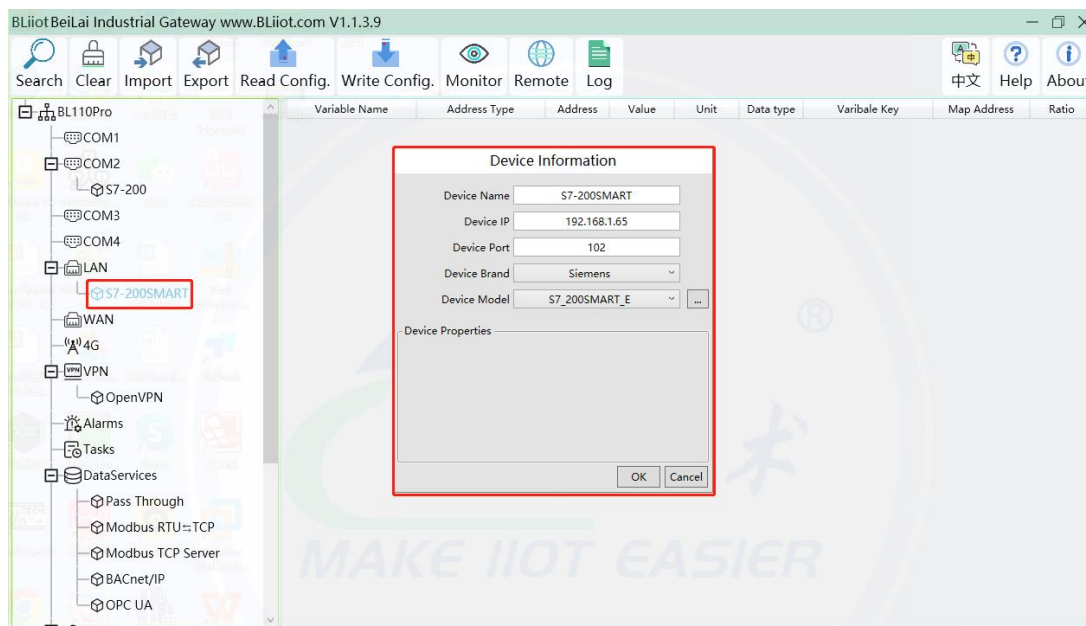 BLiiot BeiLai Industrial Gateway www.BLiiot.com V1.1.3.9
Search Clear Import Export Read Config. Write Config. Monitor Remote Log 中文 Help About
BL110Pro
Variable Name Address Type Address Value Unit Data type Varibale Key Map Address Ratio
COM1
COM2
S7-200
COM3
COM4
LAN
S7-200SMART
WAN
4G
VPN
VPN
OpenVPN
Alarms
Tasks
DataServices
Pass Through
Modbus RTU⇆TCP
Modbus TCP Server
BACnet/IP
OPC UA
Device Information
Device Name S7-200SMART
Device IP 192.168.1.65
Device Port 102
Device Brand Siemens
Device Model S7_200SMART_E ...
Device Properties
OK Cancel
®
术
MAKE IIOT EASIER